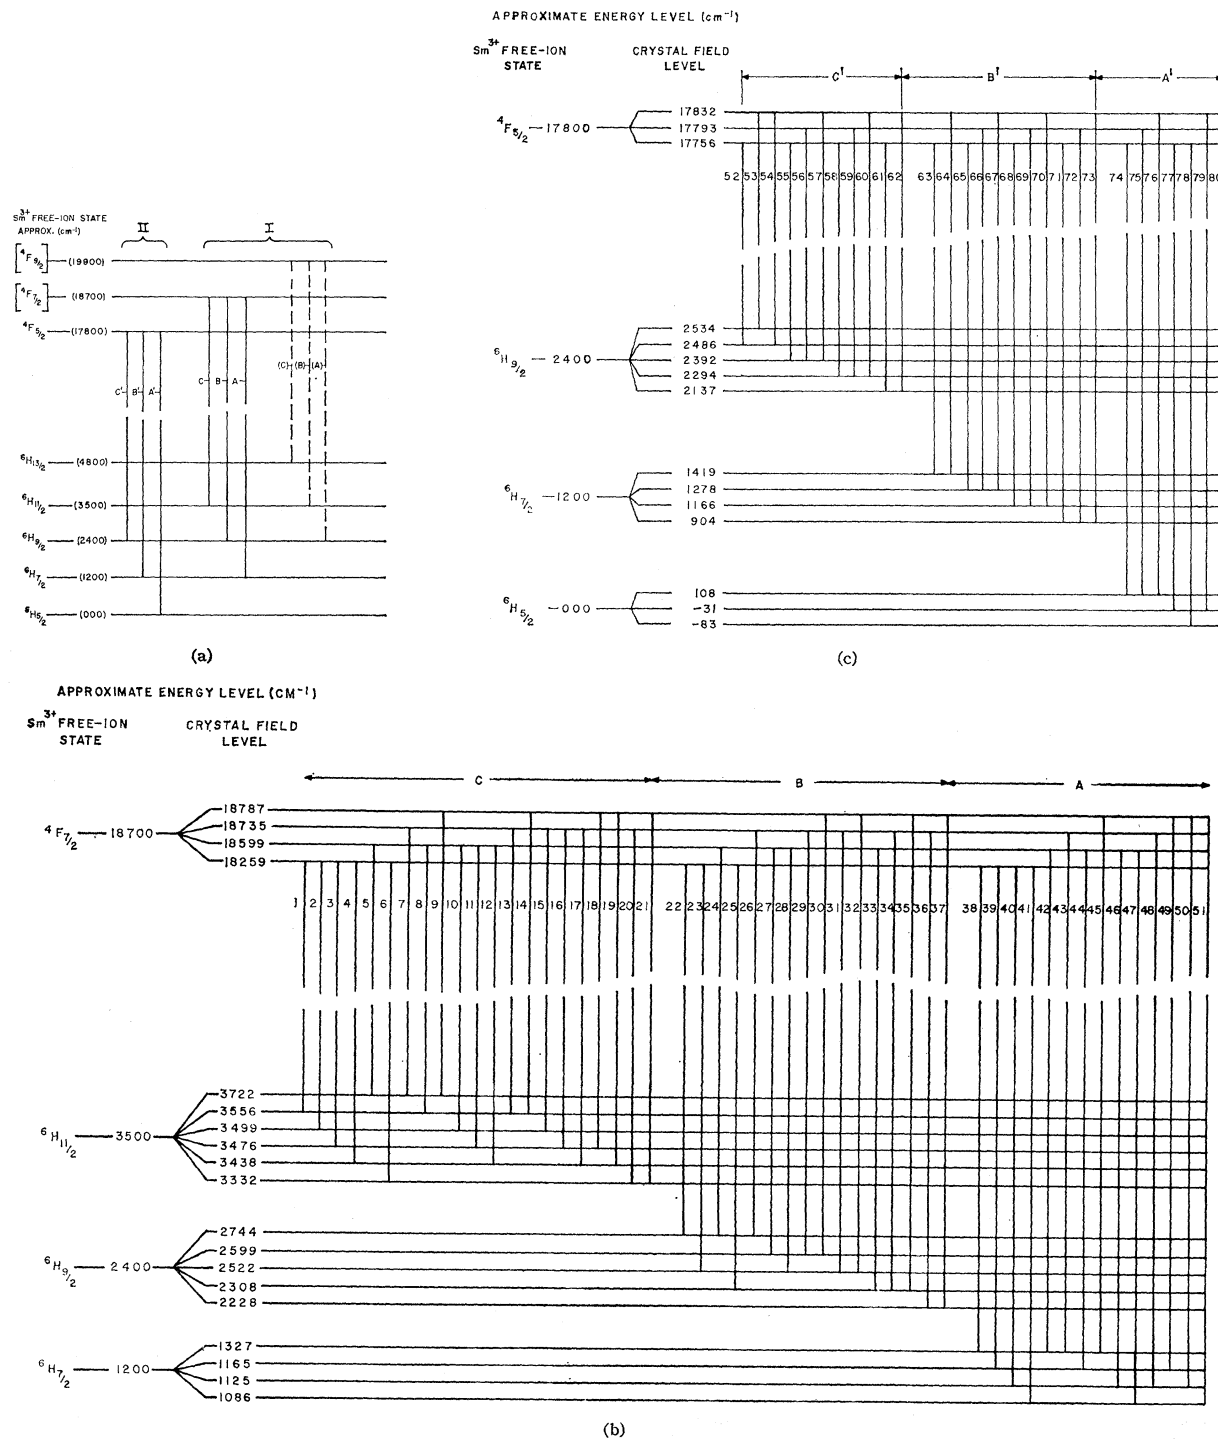 APPROXIMATE ENERGY LEVEL (cm⁻¹)
Sm³⁺ FREE-ION STATE
CRYSTAL FIELD LEVEL
C' B' A'
⁴F₅/₂ 17800
17832
17793
17756
52 53 54 55 56 57 58 59 60 61 62 63 64 65 66 67 68 69 70 71 72 73 74 75 76 77 78 79 80
⁶H₉/₂ 2400
2534
2486
2392
2294
2137
⁶H₇/₂ 1200
1419
1278
1166
904
⁶H₅/₂ 000
108
-31
-83
(c)
Sm³⁺ FREE-ION STATE
APPROX. (cm⁻¹)
II I
[⁴F₉/₂] (19900)
[⁴F₇/₂] (18700)
⁴F₅/₂ (17800)
C' B' A' C B A (C) (B) (A)
⁶H₁₃/₂ (4800)
⁶H₁₁/₂ (3500)
⁶H₉/₂ (2400)
⁶H₇/₂ (1200)
⁶H₅/₂ (000)
(a)
APPROXIMATE ENERGY LEVEL (CM⁻¹)
Sm³⁺ FREE-ION STATE
CRYSTAL FIELD LEVEL
C B A
⁴F₇/₂ 18700
18787
18735
18599
18259
1 2 3 4 5 6 7 8 9 10 11 12 13 14 15 16 17 18 19 20 21 22 23 24 25 26 27 28 29 30 31 32 33 34 35 36 37 38 39 40 41 42 43 44 45 46 47 48 49 50 51
⁶H₁₁/₂ 3500
3722
3556
3499
3476
3438
3332
⁶H₉/₂ 2400
2744
2599
2522
2308
2228
⁶H₇/₂ 1200
1327
1165
1125
1086
(b)